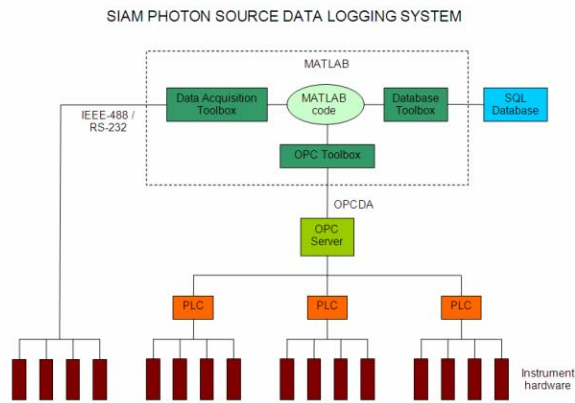 SIAM PHOTON SOURCE DATA LOGGING SYSTEM
MATLAB
Data Acquisition
Toolbox
MATLAB
code
Database
Toolbox
SQL
Database
IEEE-488 /
RS-232
OPC Toolbox
OPCDA
OPC
Server
PLC
PLC
PLC
Instrument
hardware